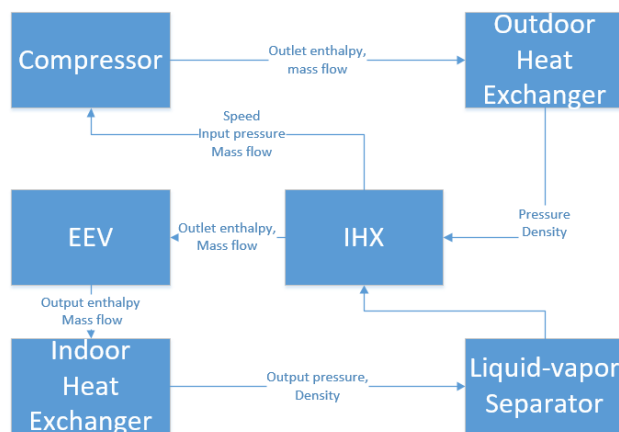 Compressor
Outlet enthalpy,
mass flow
Outdoor
Heat
Exchanger
Speed
Input pressure
Mass flow
EEV
Outlet enthalpy,
Mass flow
IHX
Pressure
Density
Output enthalpy
Mass flow
Indoor
Heat
Exchanger
Output pressure,
Density
Liquid-vapor
Separator